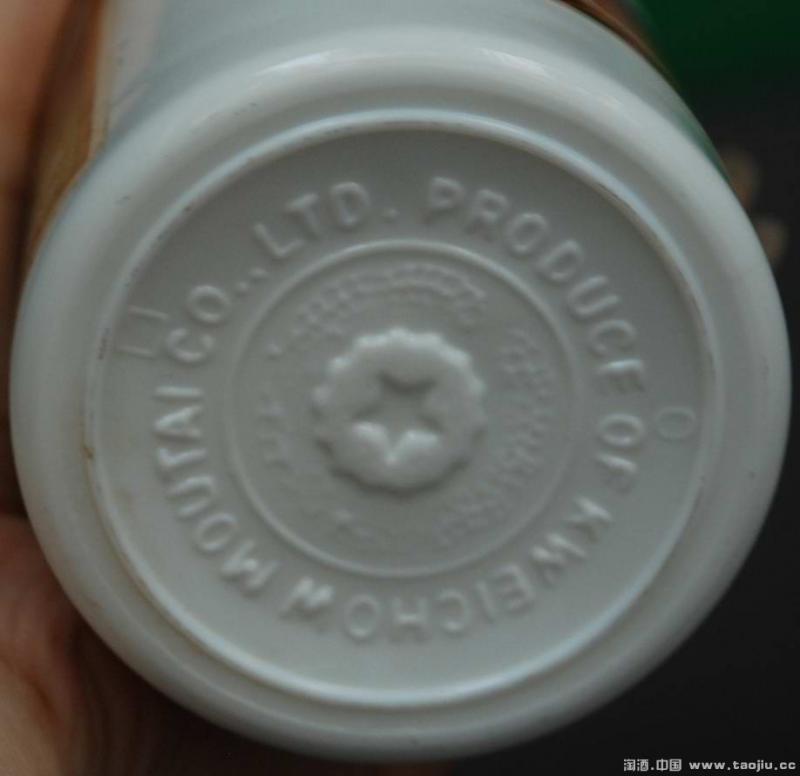 PRODUCE OF KWEICHOW MOUTAI CO., LTD.
O
淘酒.中国 www.taojiu.cc